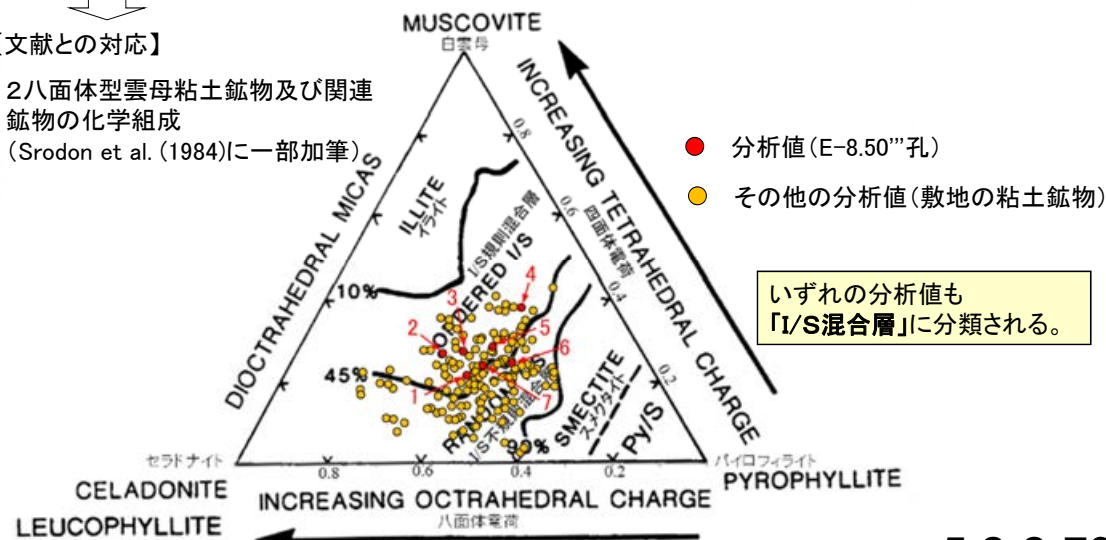 文献との対応】
2八面体型雲母粘土鉱物及び関連
鉱物の化学組成
(Srodon et al. (1984)に一部加筆)
MUSCOVITE
白雲母
INCREASING TETRAHEDRAL CHARGE
四面体電荷
DIOCTRAHEDRAL MICAS
ILLITE
イライト
I/S規則混合層
ORDERED I/S
I/S不規則混合層
SMECTITE
スメクタイト
Py/S
10%
45%
90%
0.8
0.6
0.4
0.2
1
2
3
4
5
6
7
分析値(E-8.50'''孔)
その他の分析値(敷地の粘土鉱物)
いずれの分析値も
「I/S混合層」に分類される。
セラドナイト
CELADONITE
LEUCOPHYLLITE
0.8
0.6
0.4
0.2
INCREASING OCTRAHEDRAL CHARGE
八面体電荷
パイロフィライト
PYROPHYLLITE